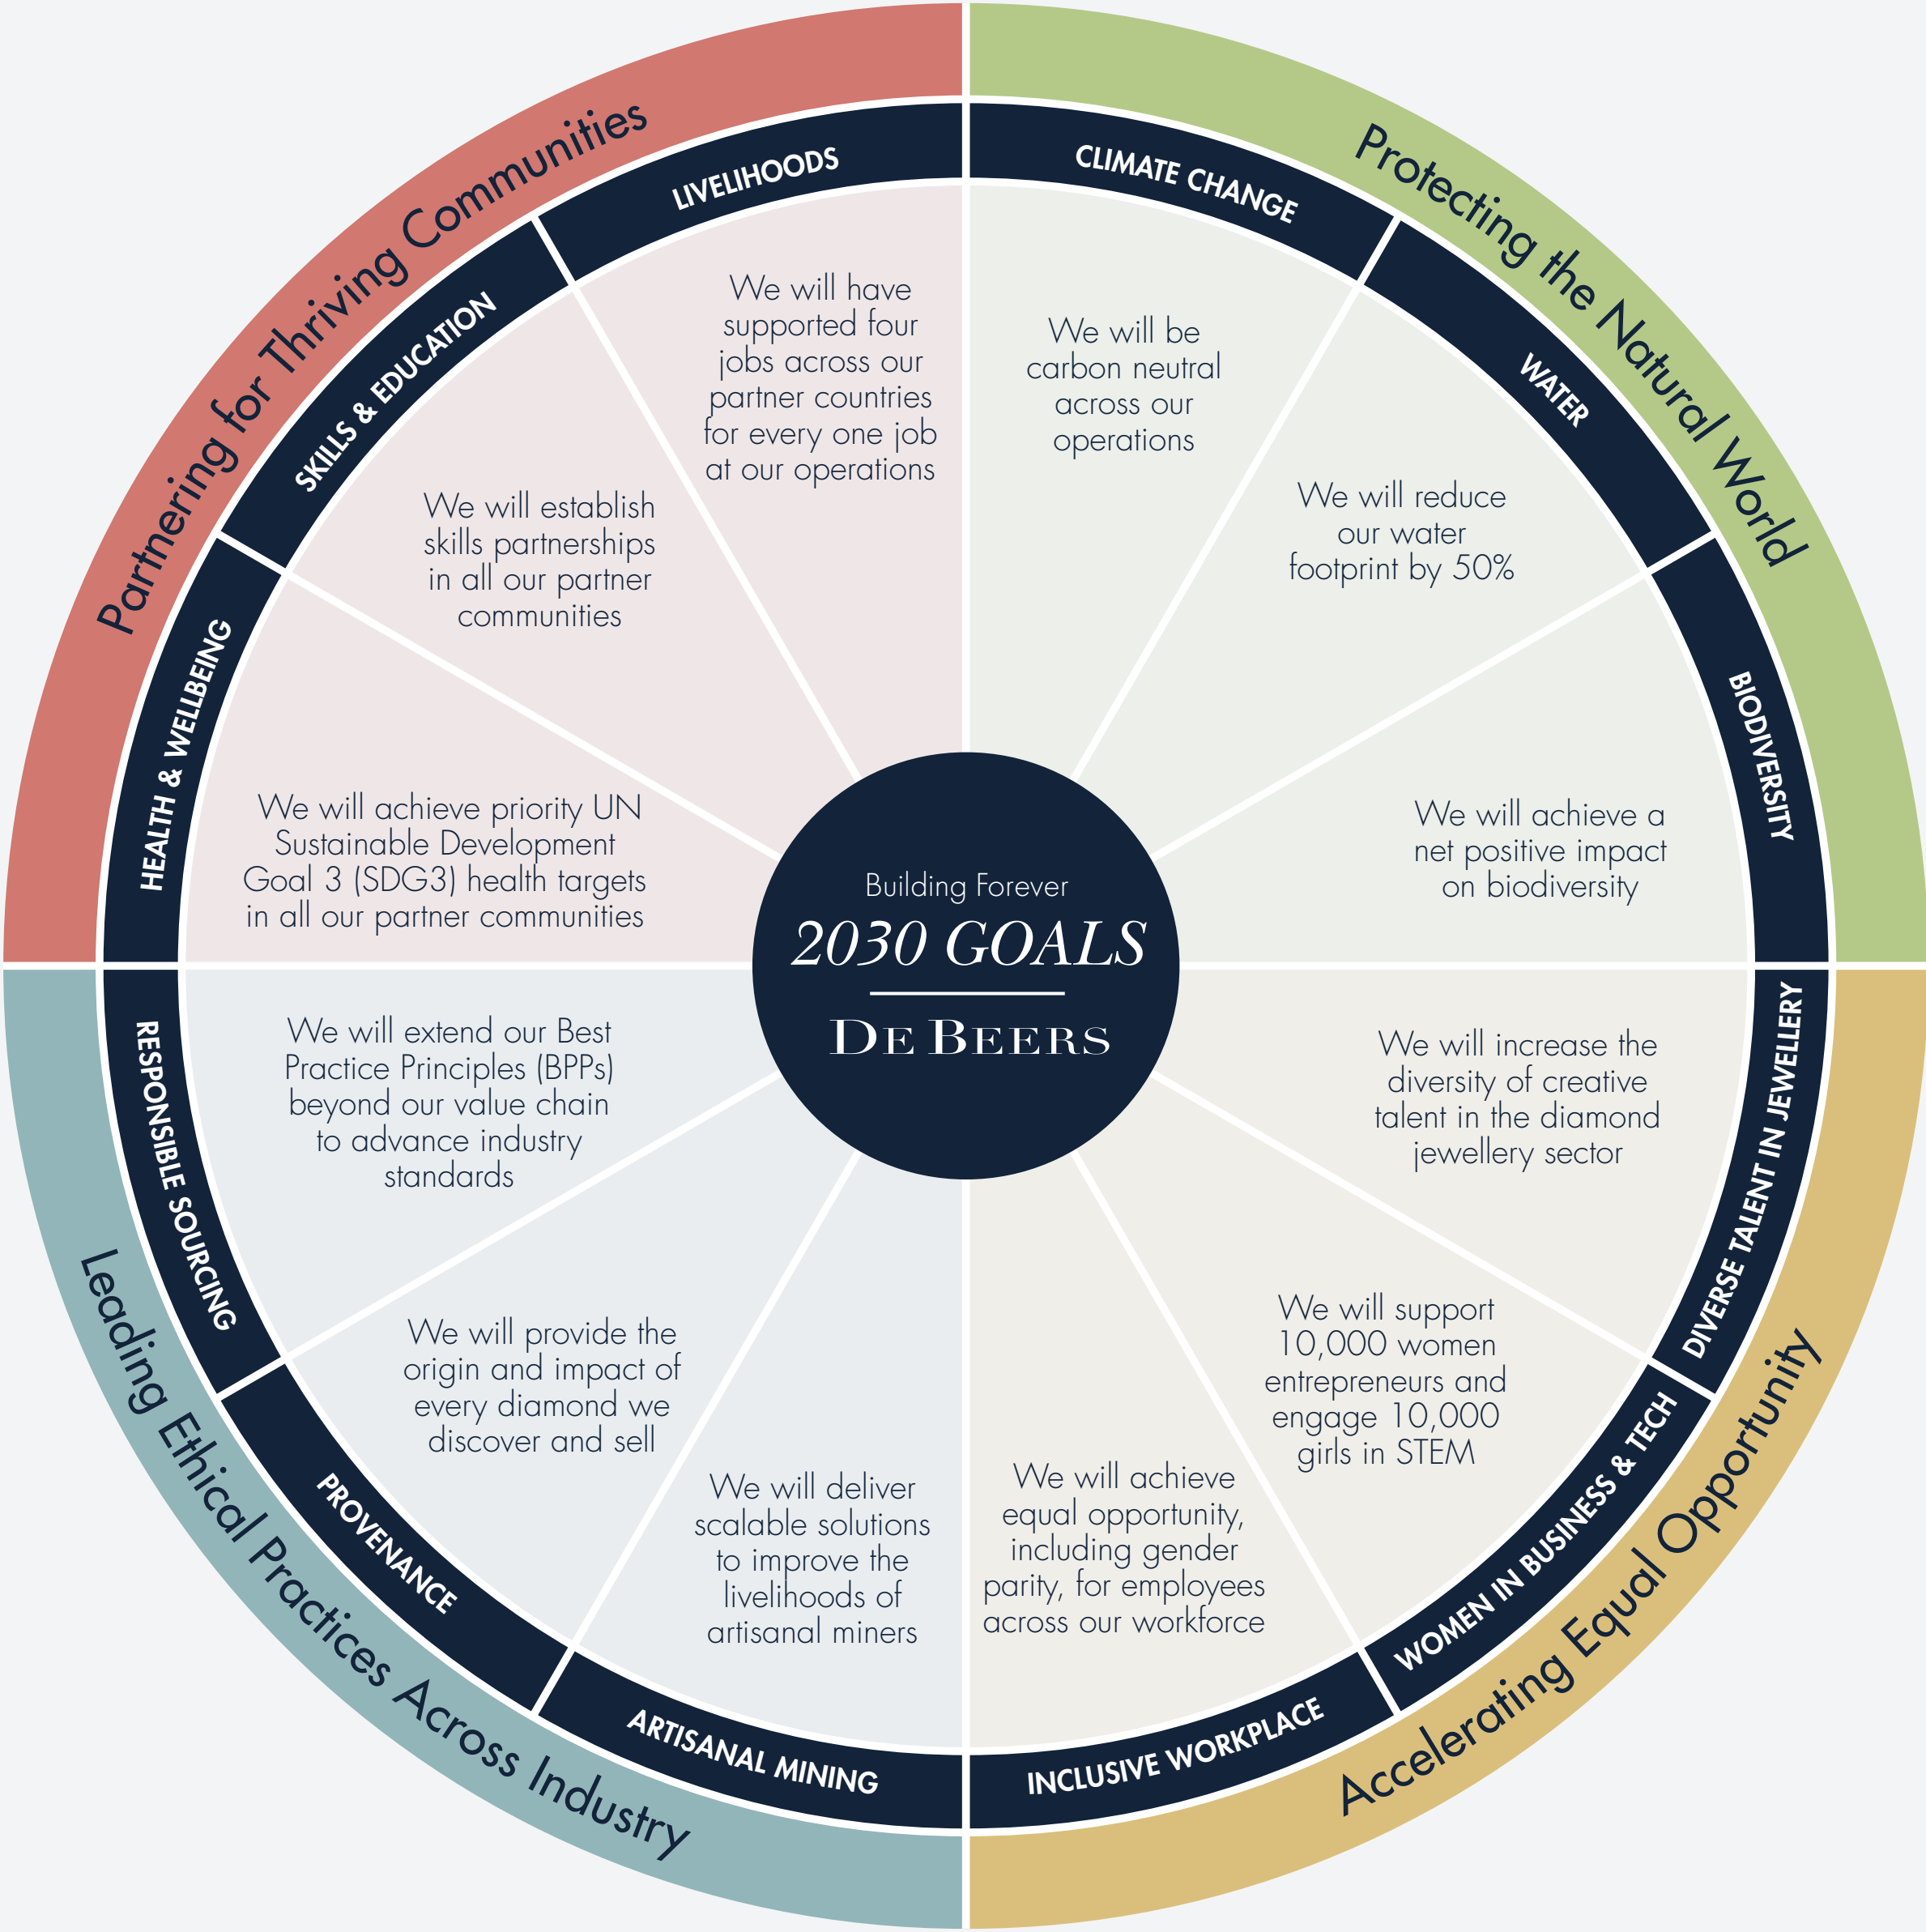 Building Forever
2030 GOALS
DE BEERS
Protecting the Natural World
CLIMATE CHANGE
We will be
carbon neutral
across our
operations
WATER
We will reduce
our water
footprint by 50%
BIODIVERSITY
We will achieve a
net positive impact
on biodiversity
Accelerating Equal Opportunity
DIVERSE TALENT IN JEWELLERY
We will increase the
diversity of creative
talent in the diamond
jewellery sector
WOMEN IN BUSINESS & TECH
We will support
10,000 women
entrepreneurs and
engage 10,000
girls in STEM
INCLUSIVE WORKPLACE
We will achieve
equal opportunity,
including gender
parity, for employees
across our workforce
Leading Ethical Practices Across Industry
ARTISANAL MINING
We will deliver
scalable solutions
to improve the
livelihoods of
artisanal miners
PROVENANCE
We will provide the
origin and impact of
every diamond we
discover and sell
RESPONSIBLE SOURCING
We will extend our Best
Practice Principles (BPPs)
beyond our value chain
to advance industry
standards
Partnering for Thriving Communities
HEALTH & WELLBEING
We will achieve priority UN
Sustainable Development
Goal 3 (SDG3) health targets
in all our partner communities
SKILLS & EDUCATION
We will establish
skills partnerships
in all our partner
communities
LIVELIHOODS
We will have
supported four
jobs across our
partner countries
for every one job
at our operations